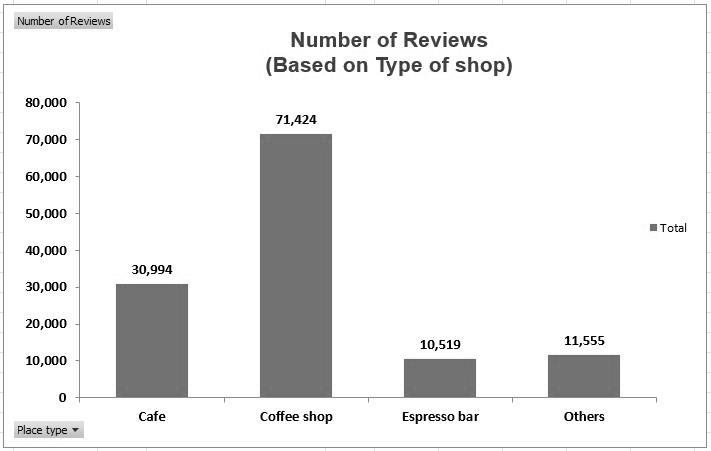 Number of Reviews
Number of Reviews
(Based on Type of shop)
80,000
70,000
60,000
50,000
40,000
30,000
20,000
10,000
0
30,994
71,424
10,519
11,555
Total
Cafe
Coffee shop
Espresso bar
Others
Place type